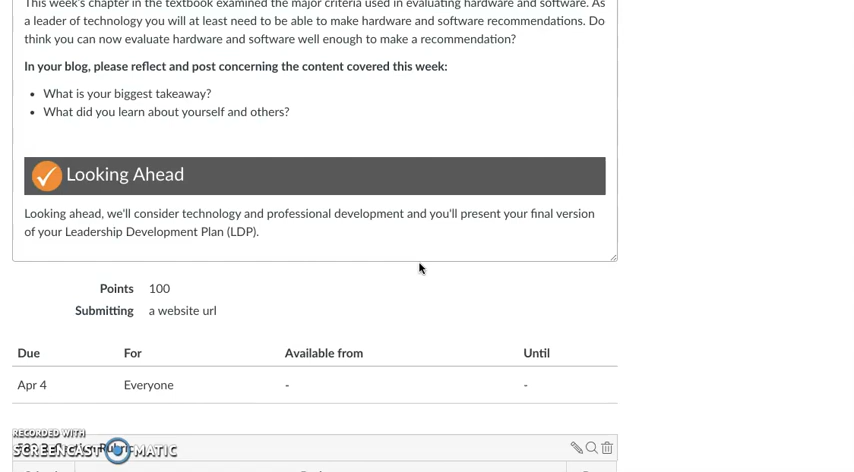 This week's chapter in the textbook examined the major criteria used in evaluating hardware and software. As
a leader of technology you will at least need to be able to make hardware and software recommendations. Do
think you can now evaluate hardware and software well enough to make a recommendation?
In your blog, please reflect and post concerning the content covered this week:
• What is your biggest takeaway?
• What did you learn about yourself and others?
Looking Ahead
Looking ahead, we'll consider technology and professional development and you'll present your final version
of your Leadership Development Plan (LDP).
Points 100
Submitting a website url
Due For Available from Until
Apr 4 Everyone - -
RECORDED WITH
SCREENCAST MATIC